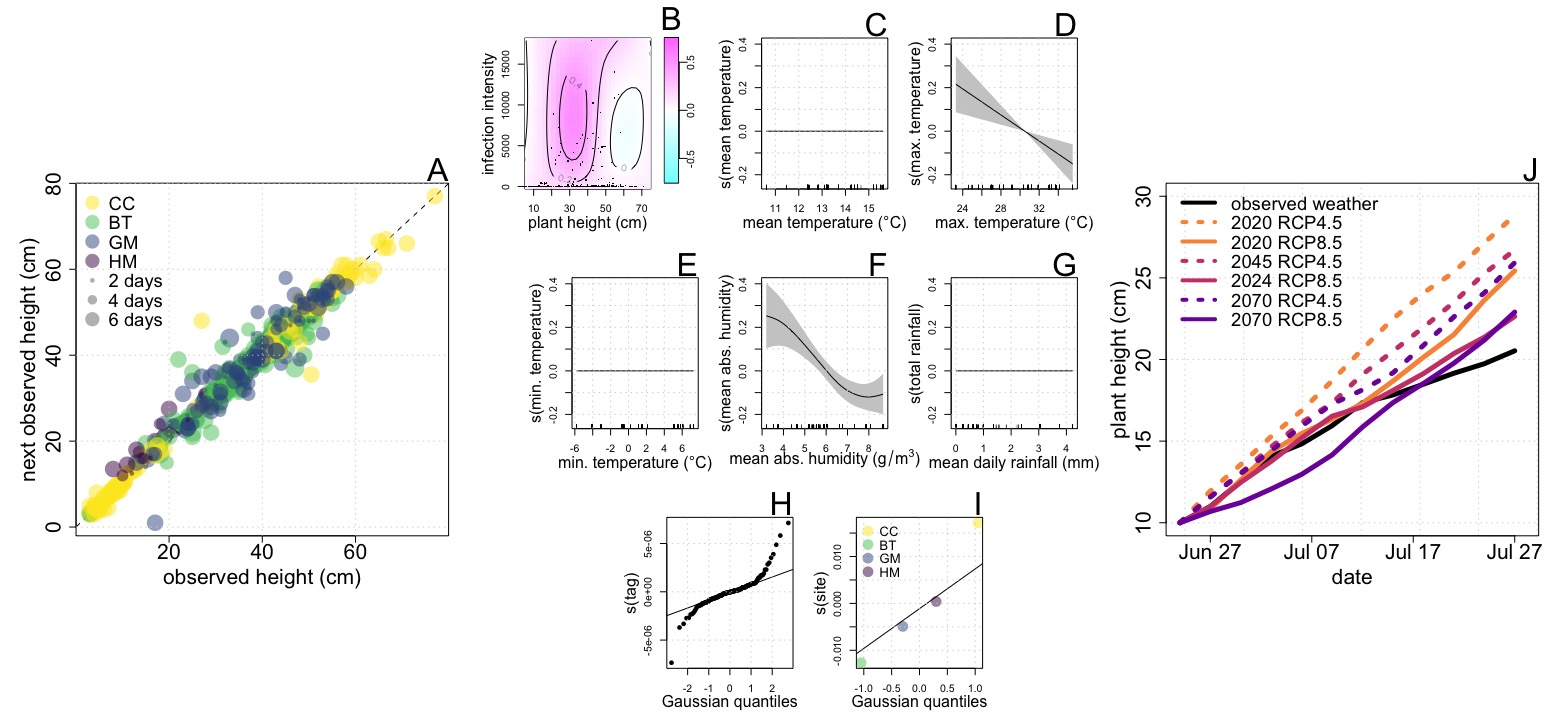 A
80
60
40
20
0
next observed height (cm)
CC
BT
GM
HM
2 days
4 days
6 days
20 40 60
observed height (cm)
B
infection intensity
0 5000 10000 15000
0.4
0.2
0
10 30 50 70
plant height (cm)
0.5
0.0
-0.5
C
s(mean temperature)
-0.2 0.0 0.2 0.4
11 12 13 14 15
mean temperature (°C)
D
s(max. temperature)
-0.2 0.0 0.2 0.4
24 28 32
max. temperature (°C)
E
s(min. temperature)
-0.2 0.0 0.2 0.4
-6 -3 -1 0 2 4 6
min. temperature (°C)
F
s(mean abs. humidity)
-0.2 0.0 0.2 0.4
3 4 5 6 7 8
mean abs. humidity (g/m³)
G
s(total rainfall)
-0.2 0.0 0.2 0.4
0 1 2 3 4
mean daily rainfall (mm)
H
s(tag)
-5e-06 0e+00 5e-06
-2 -1 0 1 2
Gaussian quantiles
I
s(site)
-0.010 0.000 0.010
CC
BT
GM
HM
-1.0 -0.5 0.0 0.5 1.0
Gaussian quantiles
J
30
25
20
15
10
plant height (cm)
observed weather
2020 RCP4.5
2020 RCP8.5
2045 RCP4.5
2024 RCP8.5
2070 RCP4.5
2070 RCP8.5
Jun 27 Jul 07 Jul 17 Jul 27
date